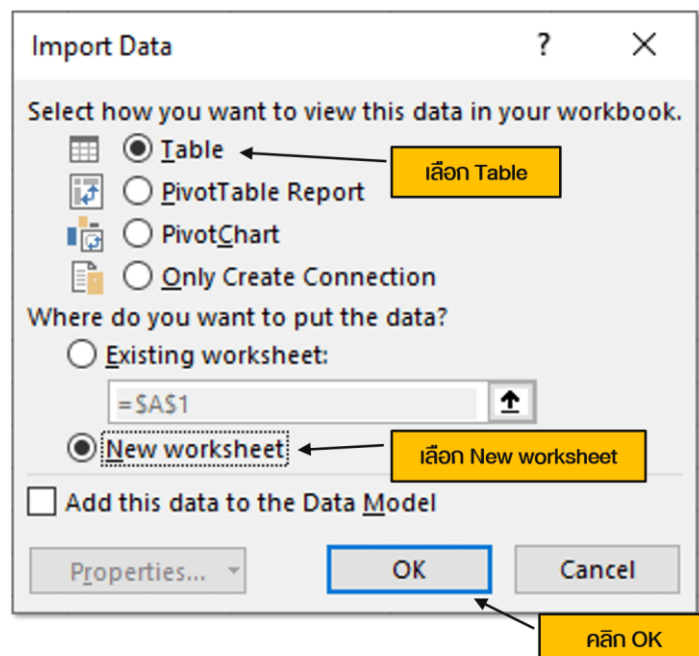 Import Data ? ×
Select how you want to view this data in your workbook.
Table
เลือก Table
PivotTable Report
PivotChart
Only Create Connection
Where do you want to put the data?
Existing worksheet:
=$A$1
New worksheet
เลือก New worksheet
Add this data to the Data Model
Properties... OK Cancel
คลิก OK